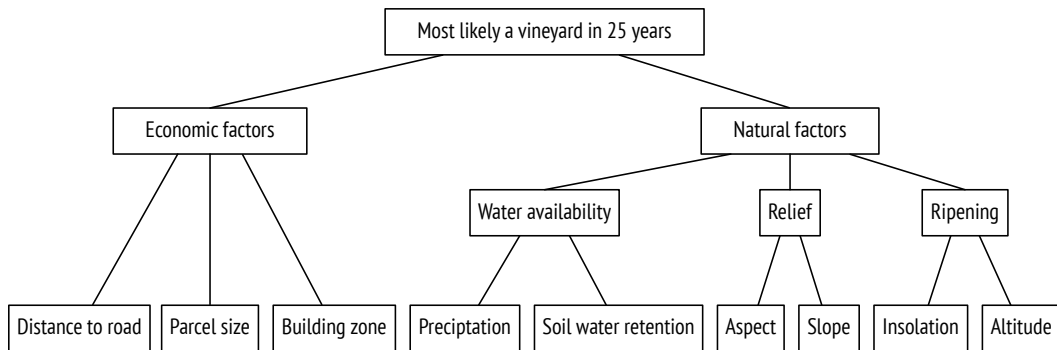 Most likely a vineyard in 25 years
Economic factors
Natural factors
Water availability
Relief
Ripening
Distance to road
Parcel size
Building zone
Preciptation
Soil water retention
Aspect
Slope
Insolation
Altitude